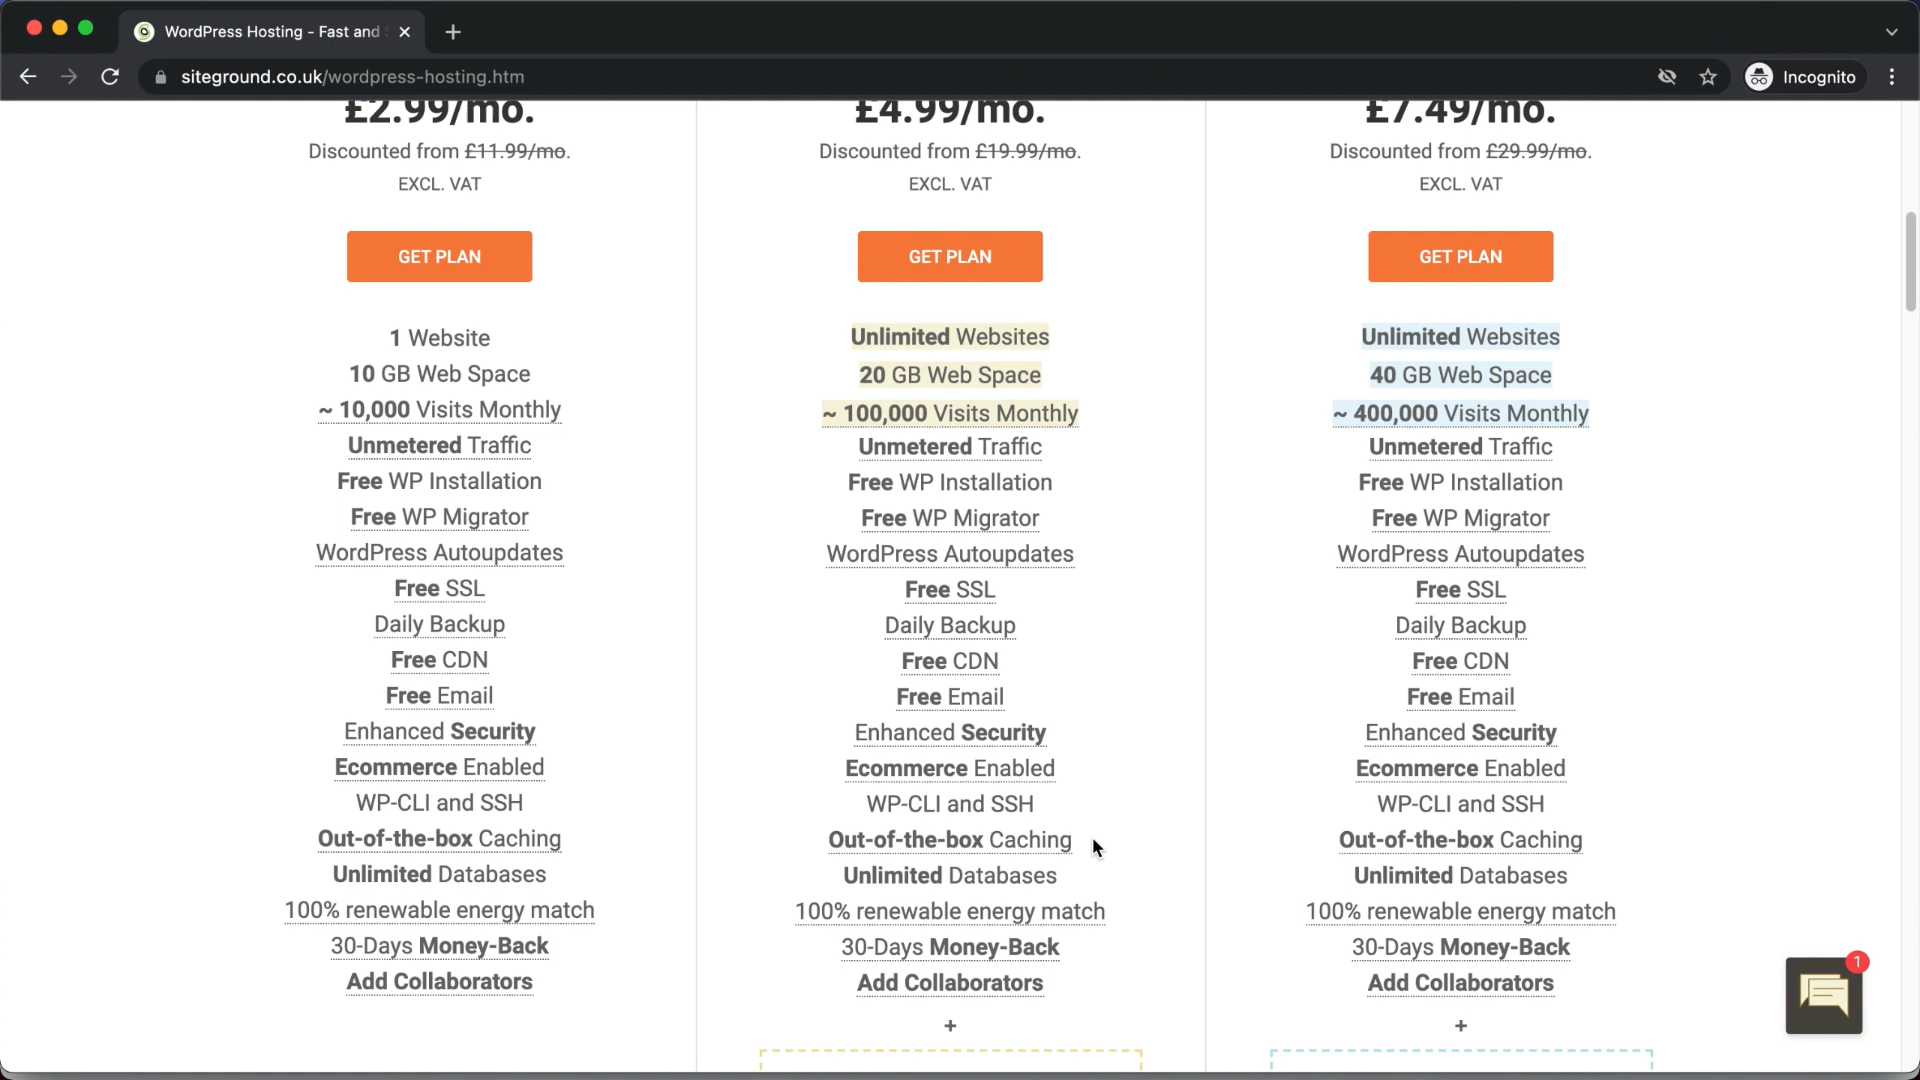 WordPress Hosting - Fast and
siteground.co.uk/wordpress-hosting.htm
Incognito
£2.99/mo.
Discounted from £11.99/mo.
EXCL. VAT
GET PLAN
1 Website
10 GB Web Space
~ 10,000 Visits Monthly
Unmetered Traffic
Free WP Installation
Free WP Migrator
WordPress Autoupdates
Free SSL
Daily Backup
Free CDN
Free Email
Enhanced Security
Ecommerce Enabled
WP-CLI and SSH
Out-of-the-box Caching
Unlimited Databases
100% renewable energy match
30-Days Money-Back
Add Collaborators
£4.99/mo.
Discounted from £19.99/mo.
EXCL. VAT
GET PLAN
Unlimited Websites
20 GB Web Space
~ 100,000 Visits Monthly
Unmetered Traffic
Free WP Installation
Free WP Migrator
WordPress Autoupdates
Free SSL
Daily Backup
Free CDN
Free Email
Enhanced Security
Ecommerce Enabled
WP-CLI and SSH
Out-of-the-box Caching
Unlimited Databases
100% renewable energy match
30-Days Money-Back
Add Collaborators
+
£7.49/mo.
Discounted from £29.99/mo.
EXCL. VAT
GET PLAN
Unlimited Websites
40 GB Web Space
~ 400,000 Visits Monthly
Unmetered Traffic
Free WP Installation
Free WP Migrator
WordPress Autoupdates
Free SSL
Daily Backup
Free CDN
Free Email
Enhanced Security
Ecommerce Enabled
WP-CLI and SSH
Out-of-the-box Caching
Unlimited Databases
100% renewable energy match
30-Days Money-Back
Add Collaborators
+
1